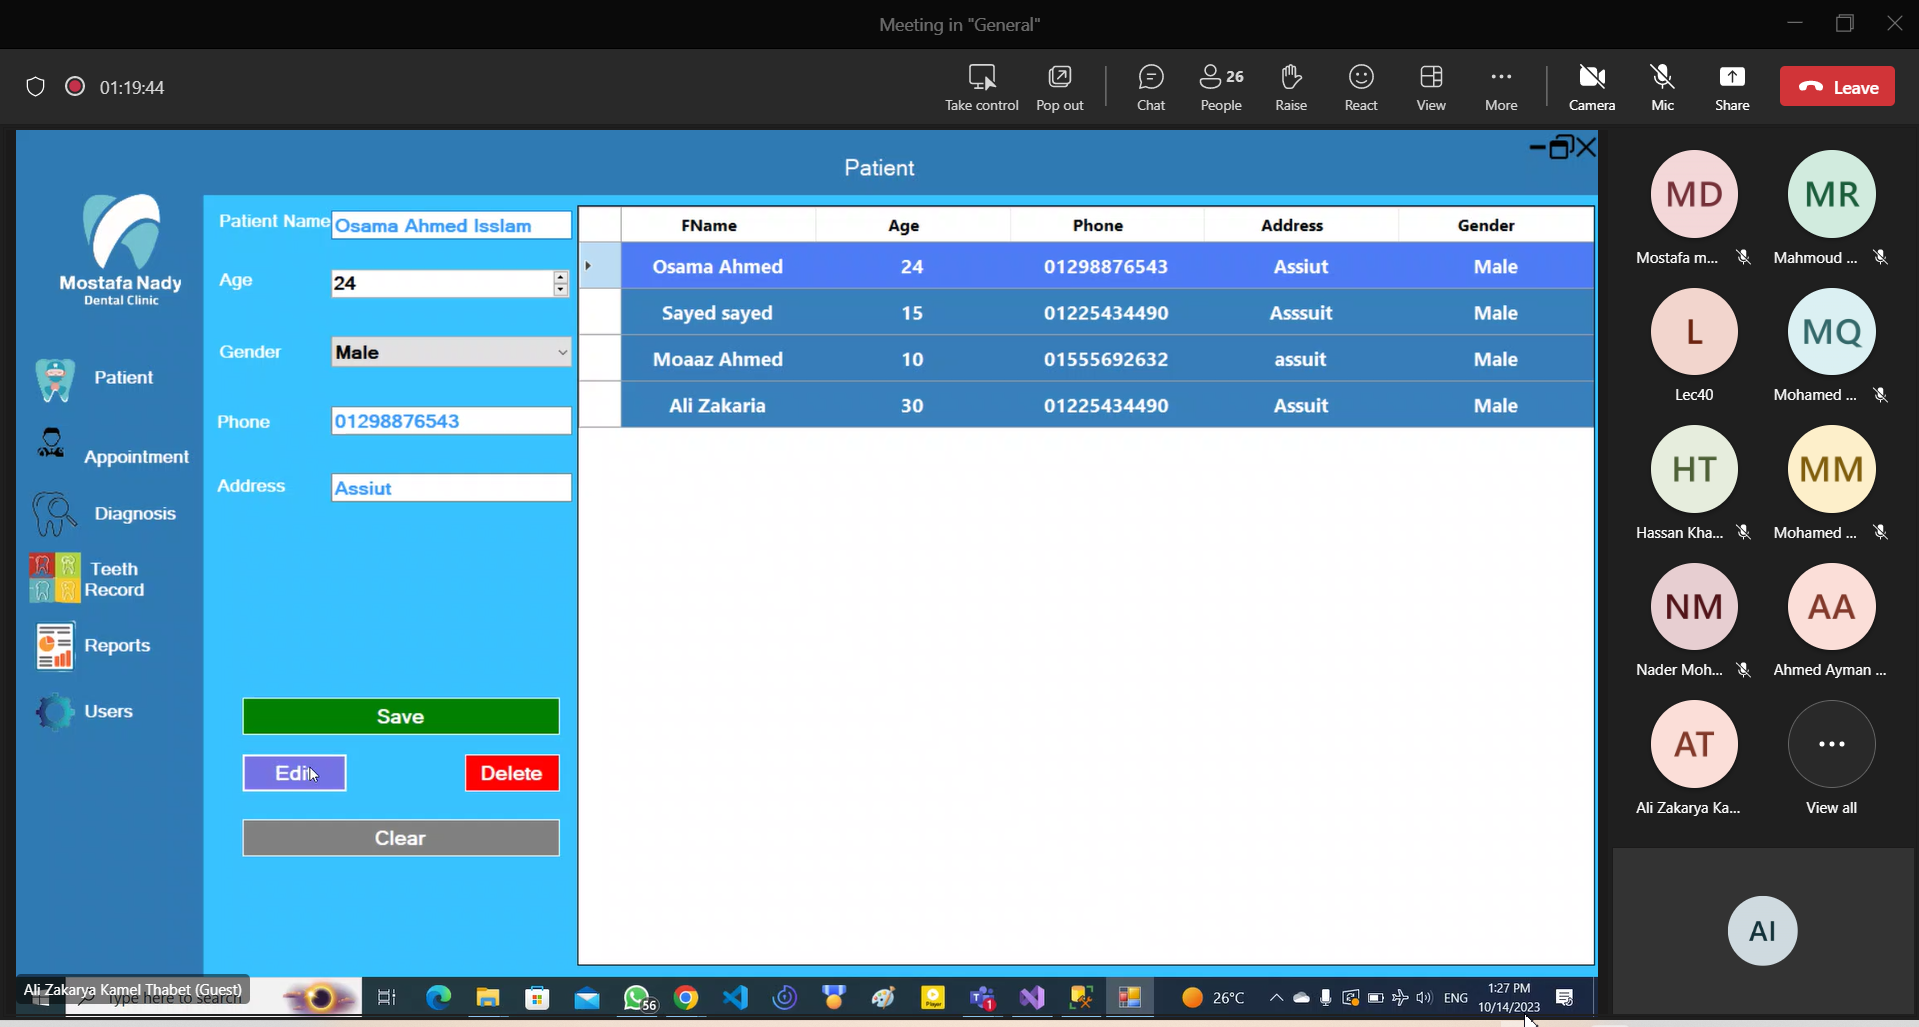 Meeting in "General"
01:19:44
Take control
Pop out
Chat
26
People
Raise
React
View
More
Camera
Mic
Share
Leave
Patient
Mostafa Nady
Dental Clinic
Patient
Appointment
Diagnosis
Teeth
Record
Reports
Users
Patient Name Osama Ahmed Isslam
Age 24
Gender Male
Phone 01298876543
Address Assiut
Save
Edit Delete
Clear
FName Age Phone Address Gender
Osama Ahmed 24 01298876543 Assiut Male
Sayed sayed 15 01225434490 Asssuit Male
Moaaz Ahmed 10 01555692632 assuit Male
Ali Zakaria 30 01225434490 Assuit Male
MD MR
Mostafa m... Mahmoud ...
L MQ
Lec40 Mohamed ...
HT MM
Hassan Kha... Mohamed ...
NM AA
Nader Moh... Ahmed Ayman ...
AT
Ali Zakarya Ka... View all
AI
Ali Zakarya Kamel Thabet (Guest)
Type here to search
56
Player
1
26°C
ENG
1:27 PM
10/14/2023